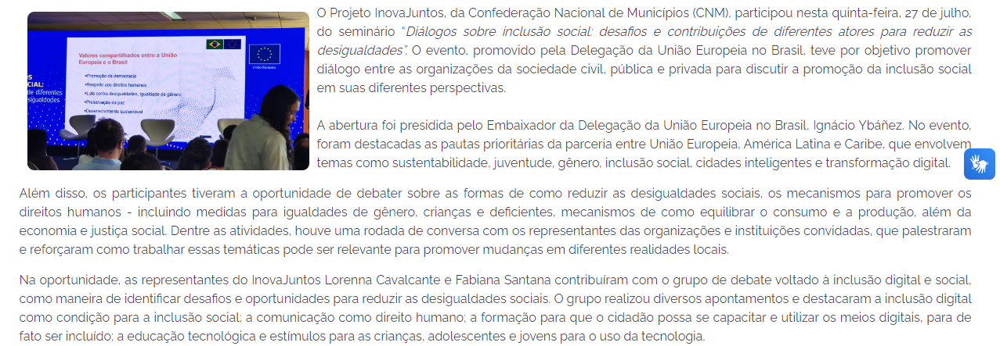 O Projeto InovaJuntos, da Confederação Nacional de Municípios (CNM), participou nesta quinta-feira, 27 de julho,
do seminário “Diálogos sobre inclusão social: desafios e contribuições de diferentes atores para reduzir as
desigualdades”. O evento, promovido pela Delegação da União Europeia no Brasil, teve por objetivo promover
diálogo entre as organizações da sociedade civil, pública e privada para discutir a promoção da inclusão social
em suas diferentes perspectivas.
Valores compartilhados entre a União
Europeia e o Brasil
•Promoção da democracia
•Respeito aos direitos humanos
•Luta contra desigualdades, igualdade de gênero
•Preservação da paz
•Desenvolvimento sustentável
União Europeia
OS
SOCIAL:
de diferentes
desigualdades
A abertura foi presidida pelo Embaixador da Delegação da União Europeia no Brasil, Ignácio Ybáñez. No evento,
foram destacadas as pautas prioritárias da parceria entre União Europeia, América Latina e Caribe, que envolvem
temas como sustentabilidade, juventude, gênero, inclusão social, cidades inteligentes e transformação digital.
Além disso, os participantes tiveram a oportunidade de debater sobre as formas de como reduzir as desigualdades sociais, os mecanismos para promover os
direitos humanos - incluindo medidas para igualdades de gênero, crianças e deficientes, mecanismos de como equilibrar o consumo e a produção, além da
economia e justiça social. Dentre as atividades, houve uma rodada de conversa com os representantes das organizações e instituições convidadas, que palestraram
e reforçaram como trabalhar essas temáticas pode ser relevante para promover mudanças em diferentes realidades locais.
Na oportunidade, as representantes do InovaJuntos Lorenna Cavalcante e Fabiana Santana contribuíram com o grupo de debate voltado à inclusão digital e social,
como maneira de identificar desafios e oportunidades para reduzir as desigualdades sociais. O grupo realizou diversos apontamentos e destacaram a inclusão digital
como condição para a inclusão social; a comunicação como direito humano; a formação para que o cidadão possa se capacitar e utilizar os meios digitais, para de
fato ser incluído; a educação tecnológica e estímulos para as crianças, adolescentes e jovens para o uso da tecnologia.